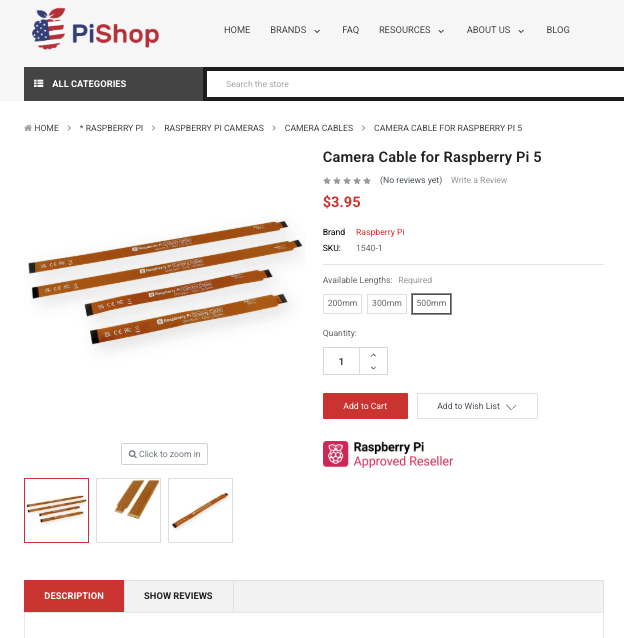 PiShop
HOME BRANDS FAQ RESOURCES ABOUT US BLOG
ALL CATEGORIES
Search the store
HOME > * RASPBERRY PI > RASPBERRY PI CAMERAS > CAMERA CABLES > CAMERA CABLE FOR RASPBERRY PI 5
Camera Cable for Raspberry Pi 5
(No reviews yet) Write a Review
$3.95
Brand Raspberry Pi
SKU: 1540-1
Available Lengths: Required
200mm 300mm 500mm
Quantity:
1
Add to Cart
Add to Wish List
Raspberry Pi
Approved Reseller
Click to zoom in
DESCRIPTION SHOW REVIEWS